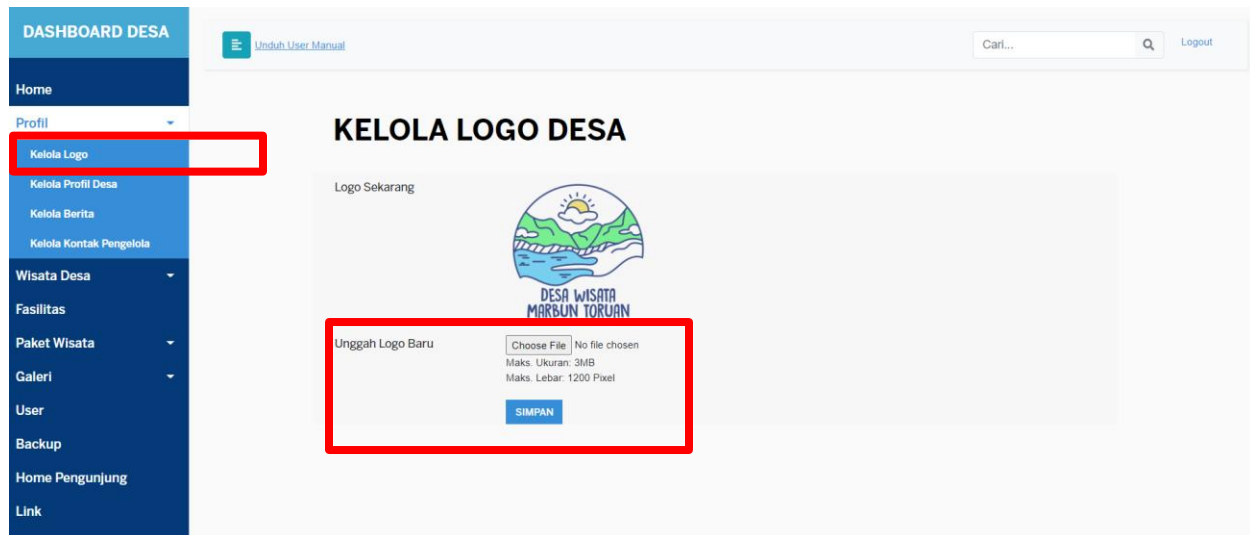 DASHBOARD DESA
Unduh User Manual
Cari...
Logout
Home
Profil
Kelola Logo
Kelola Profil Desa
Kelola Berita
Kelola Kontak Pengelola
Wisata Desa
Fasilitas
Paket Wisata
Galeri
User
Backup
Home Pengunjung
Link
KELOLA LOGO DESA
Logo Sekarang
DESA WISATA
MARBUN TORUAN
Unggah Logo Baru
Choose File No file chosen
Maks. Ukuran: 3MB
Maks. Lebar: 1200 Pixel
SIMPAN